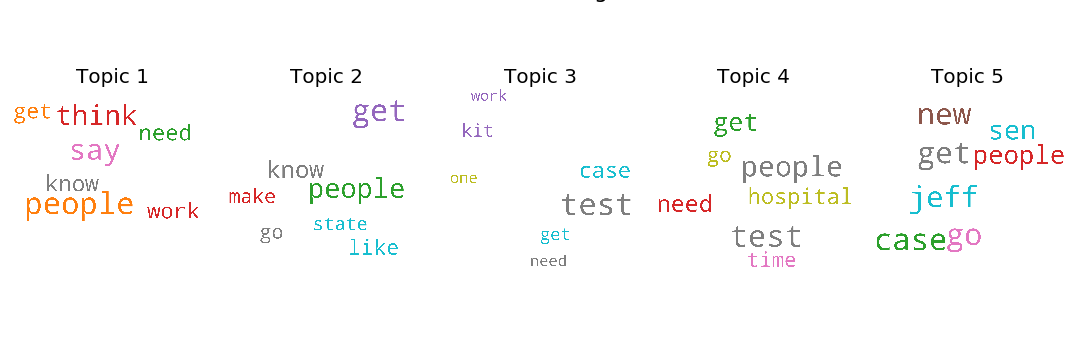 Topic 1
get think
need
say
know
people
work
Topic 2
get
know
people
make
state
go
like
Topic 3
work
kit
case
one
test
get
need
Topic 4
get
go
people
hospital
need
test
time
Topic 5
new
sen
get people
jeff
case go